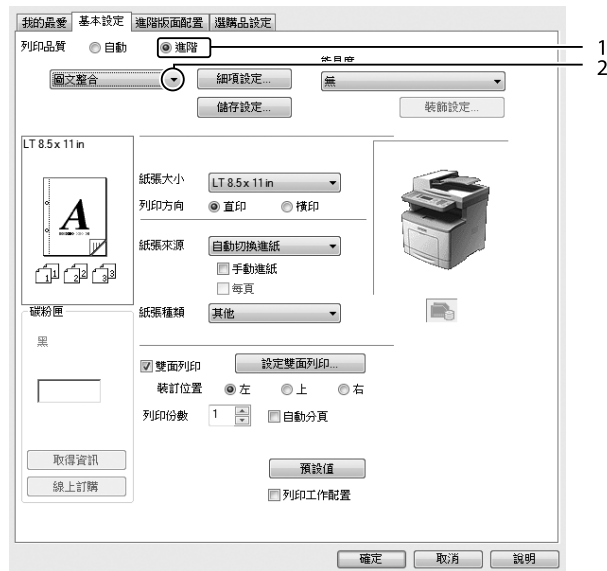 我的最愛 基本設定 進階版面配置 選購品設定
列印品質 自動 進階 1
2
圖文整合 細項設定... 無
儲存設定... 裝飾設定...
LT 8.5 x 11 in
紙張大小 LT 8.5 x 11 in
列印方向 直印 橫印
A
紙張來源 自動切換進紙
手動進紙
1 1 2 2 3 3
每頁
碳粉匣
紙張種類 其他
黑
雙面列印 設定雙面列印...
裝訂位置 左 上 右
列印份數 1 自動分頁
取得資訊
預設值
線上訂購
列印工作配置
確定 取消 說明